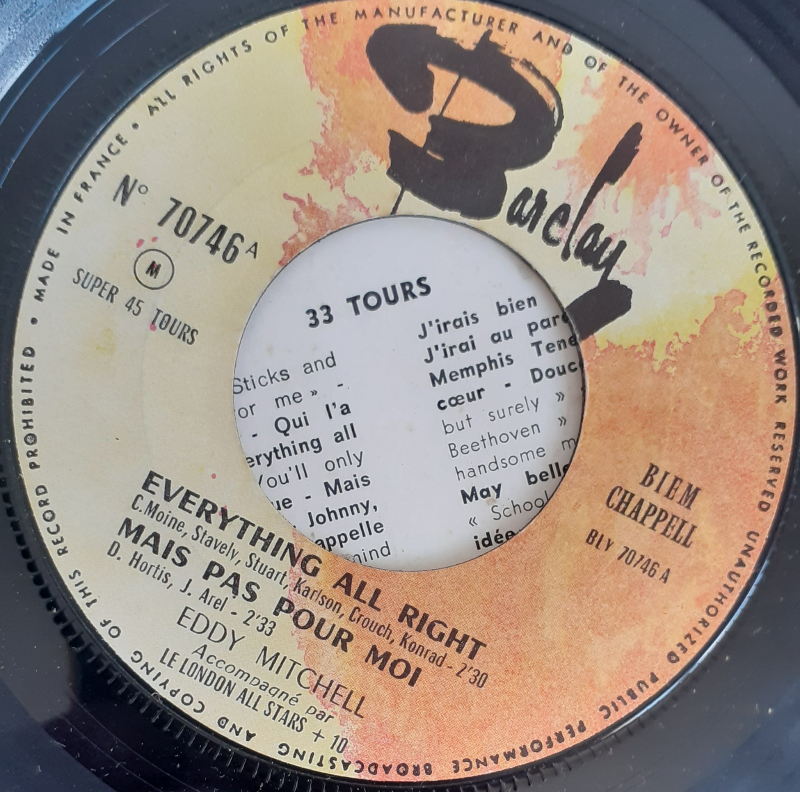 MADE IN FRANCE • ALL RIGHTS OF THE MANUFACTURER AND OF THE OWNER OF THE RECORDED WORK RESERVED UNAUTHORIZED PUBLIC PERFORMANCE BROADCASTING AND COPYING OF THIS RECORD PROHIBITED •
Barclay
N° 70746 A
M
SUPER 45 TOURS
33 TOURS
Sticks and
or me » -
- Qui l'a
erything all
You'll only
ue - Mais
Johnny,
appelle
mind
J'irais bien
J'irai au para
Memphis Tene
cœur - Douc
but surely »
Beethoven »
handsome m
May belle
« School
idée
BIEM
CHAPPELL
BLY 70746 A
EVERYTHING ALL RIGHT
C.Moine, Stavely, Stuart, Karlson, Crouch, Konrad - 2'30
MAIS PAS POUR MOI
D. Hortis, J. Arel - 2'33
EDDY MITCHELL
Accompagné par
LE LONDON ALL STARS + 10